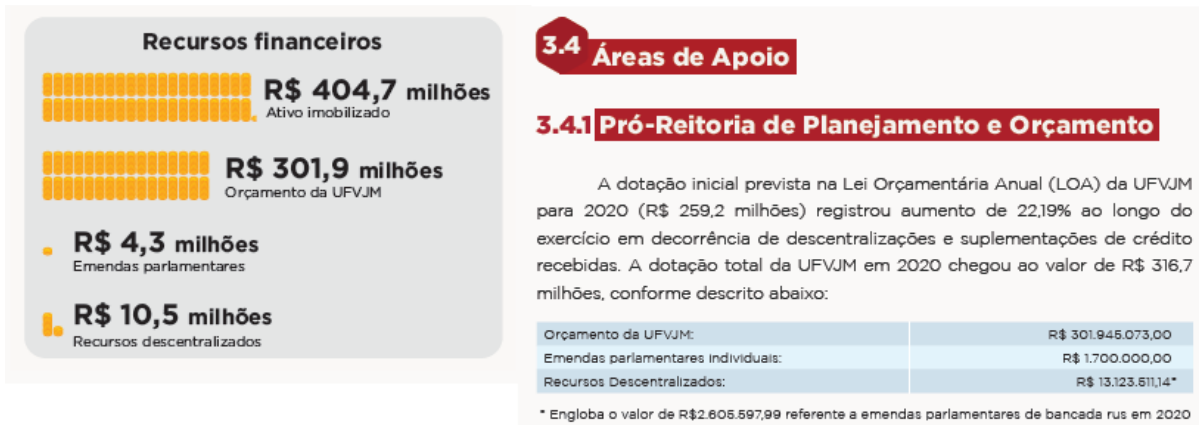 Recursos financeiros
R$ 404,7 milhões
Ativo imobilizado
R$ 301,9 milhões
Orçamento da UFVJM
R$ 4,3 milhões
Emendas parlamentares
R$ 10,5 milhões
Recursos descentralizados
3.4 Áreas de Apoio
3.4.1 Pró-Reitoria de Planejamento e Orçamento
A dotação inicial prevista na Lei Orçamentária Anual (LOA) da UFVJM
para 2020 (R$ 259,2 milhões) registrou aumento de 22,19% ao longo do
exercício em decorrência de descentralizações e suplementações de crédito
recebidas. A dotação total da UFVJM em 2020 chegou ao valor de R$ 316,7
milhões, conforme descrito abaixo:
Orçamento da UFVJM: R$ 301.945.073,00
Emendas parlamentares individuais: R$ 1.700.000,00
Recursos Descentralizados: R$ 13.123.511,14*
* Engloba o valor de R$2.605.597,99 referente a emendas parlamentares de bancada rus em 2020